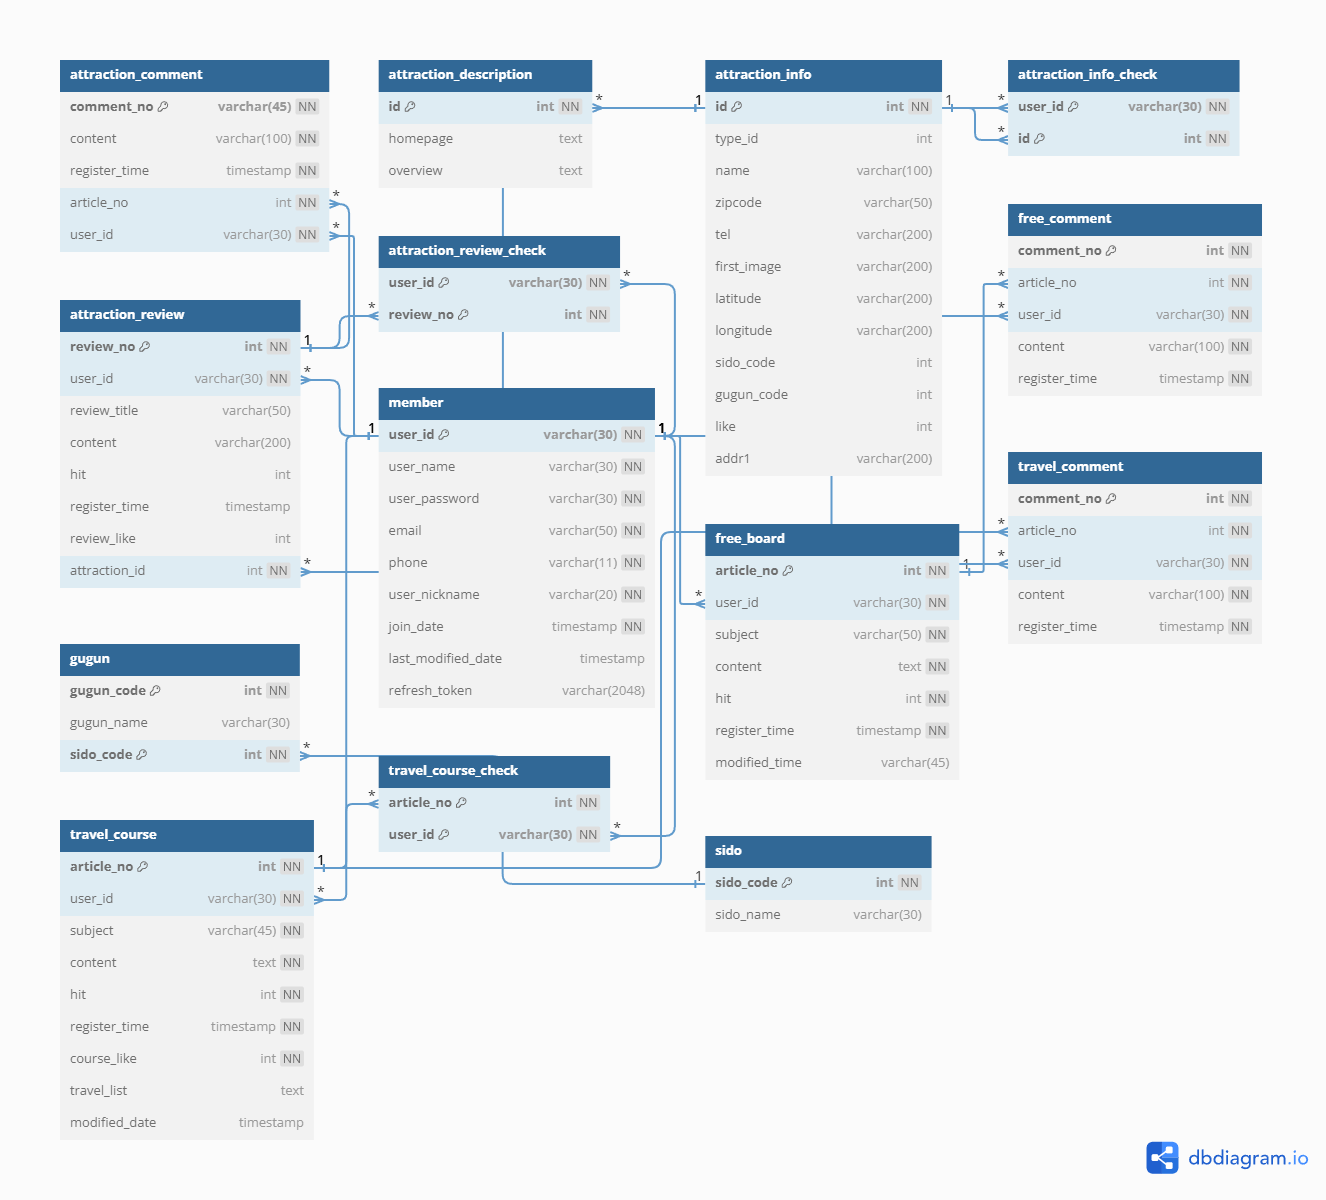 attraction_comment
comment_no varchar(45) NN
content varchar(100) NN
register_time timestamp NN
article_no int NN *
user_id varchar(30) NN *
attraction_description
id int NN *
homepage text
overview text
attraction_info
1 id int NN 1
type_id int
name varchar(100)
zipcode varchar(50)
tel varchar(200)
first_image varchar(200)
latitude varchar(200)
longitude varchar(200)
sido_code int
gugun_code int
like int
addr1 varchar(200)
attraction_info_check
* user_id varchar(30) NN
* id int NN
attraction_review_check
user_id varchar(30) NN *
* review_no int NN
free_comment
comment_no int NN
* article_no int NN
* user_id varchar(30) NN
content varchar(100) NN
register_time timestamp NN
attraction_review
review_no int NN 1
user_id varchar(30) NN *
review_title varchar(50)
content varchar(200)
hit int
register_time timestamp
review_like int
attraction_id int NN *
member
1 user_id varchar(30) NN 1
user_name varchar(30) NN
user_password varchar(30) NN
email varchar(50) NN
phone varchar(11) NN
user_nickname varchar(20) NN
join_date timestamp NN
last_modified_date timestamp
refresh_token varchar(2048)
travel_comment
comment_no int NN
* article_no int NN
* user_id varchar(30) NN
content varchar(100) NN
register_time timestamp NN
free_board
article_no int NN 1
* user_id varchar(30) NN
subject varchar(50) NN
content text NN
hit int NN
register_time timestamp NN
modified_time varchar(45)
gugun
gugun_code int NN
gugun_name varchar(30)
sido_code int NN *
travel_course_check
* article_no int NN
user_id varchar(30) NN *
travel_course
article_no int NN 1
user_id varchar(30) NN *
subject varchar(45) NN
content text NN
hit int NN
register_time timestamp NN
course_like int NN
travel_list text
modified_date timestamp
sido
1 sido_code int NN
sido_name varchar(30)
dbdiagram.io